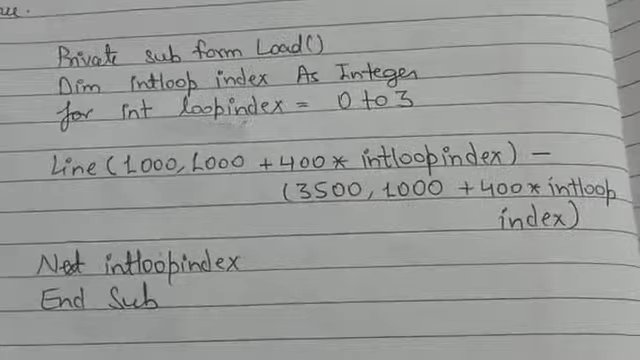 Private sub form Load()
Dim intloop index As Integer
for int loopindex = 0 to 3
Line (1000, 1000 + 400 * intloopindex) -
(3500, 1000 + 400 * intloop
index)
Next intloopindex
End Sub